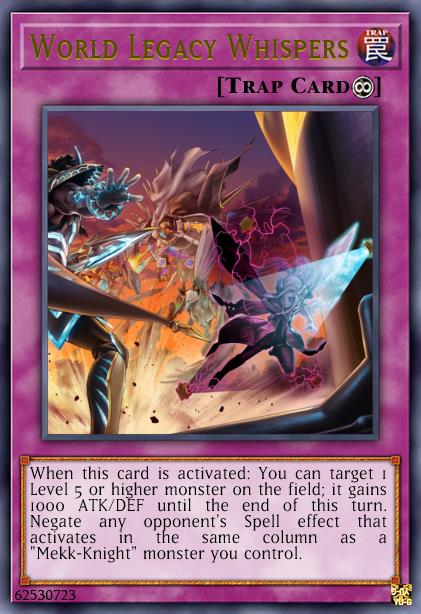 World Legacy Whispers
TRAP
罠
[Trap Card]
When this card is activated: You can target 1
Level 5 or higher monster on the field; it gains
1000 ATK/DEF until the end of this turn.
Negate any opponent's Spell effect that
activates in the same column as a
"Mekk-Knight" monster you control.
62530723